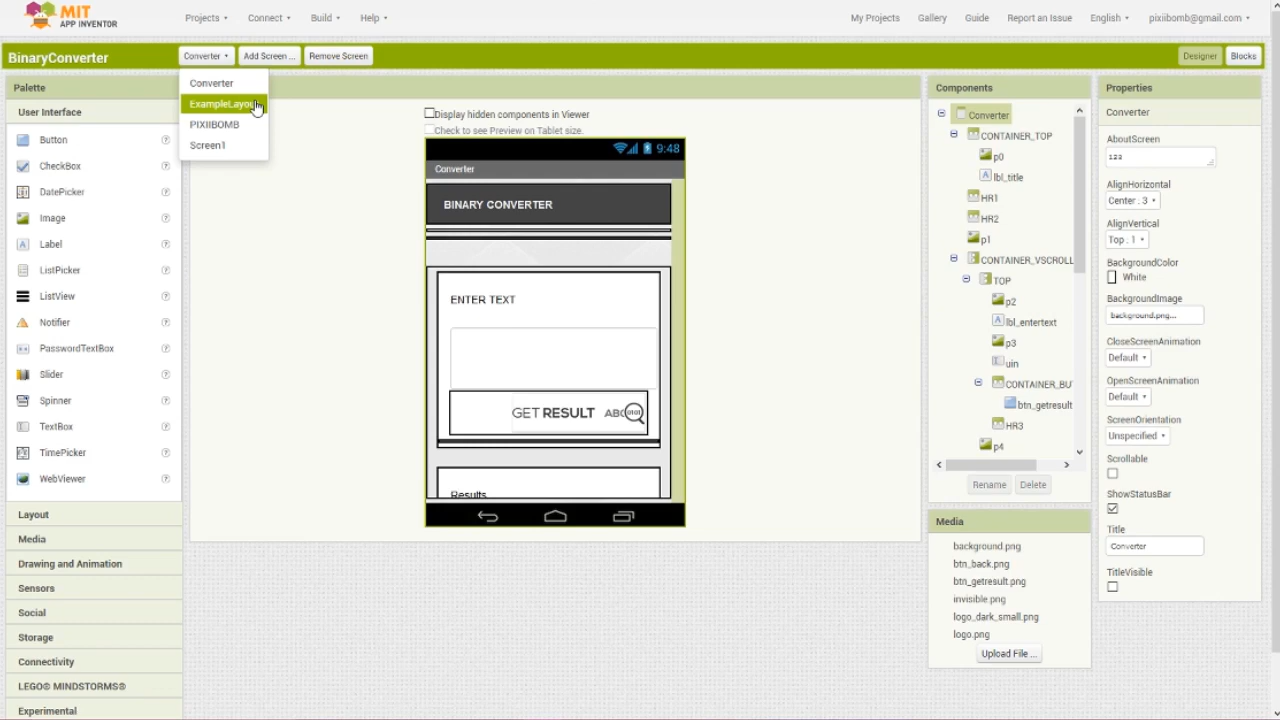 MIT
APP INVENTOR
Projects
Connect
Build
Help
My Projects
Gallery
Guide
Report an Issue
English
pixiibomb@gmail.com
BinaryConverter
Converter
Add Screen ...
Remove Screen
Designer
Blocks
Converter
ExampleLayou
PIXIIBOMB
Screen1
Palette
User Interface
Button
CheckBox
DatePicker
Image
Label
ListPicker
ListView
Notifier
PasswordTextBox
Slider
Spinner
TextBox
TimePicker
WebViewer
Layout
Media
Drawing and Animation
Sensors
Social
Storage
Connectivity
LEGO® MINDSTORMS®
Experimental
Display hidden components in Viewer
Check to see Preview on Tablet size.
9:48
Converter
BINARY CONVERTER
ENTER TEXT
GET RESULT
Results
Components
Converter
CONTAINER_TOP
p0
lbl_title
HR1
HR2
p1
CONTAINER_VSCROLL
TOP
p2
lbl_entertext
p3
uin
CONTAINER_BU
btn_getresult
HR3
p4
Rename
Delete
Media
background.png
btn_back.png
btn_getresult.png
invisible.png
logo_dark_small.png
logo.png
Upload File ...
Properties
Converter
AboutScreen
123
AlignHorizontal
Center : 3
AlignVertical
Top : 1
BackgroundColor
White
BackgroundImage
background.png...
CloseScreenAnimation
Default
OpenScreenAnimation
Default
ScreenOrientation
Unspecified
Scrollable
ShowStatusBar
Title
Converter
TitleVisible